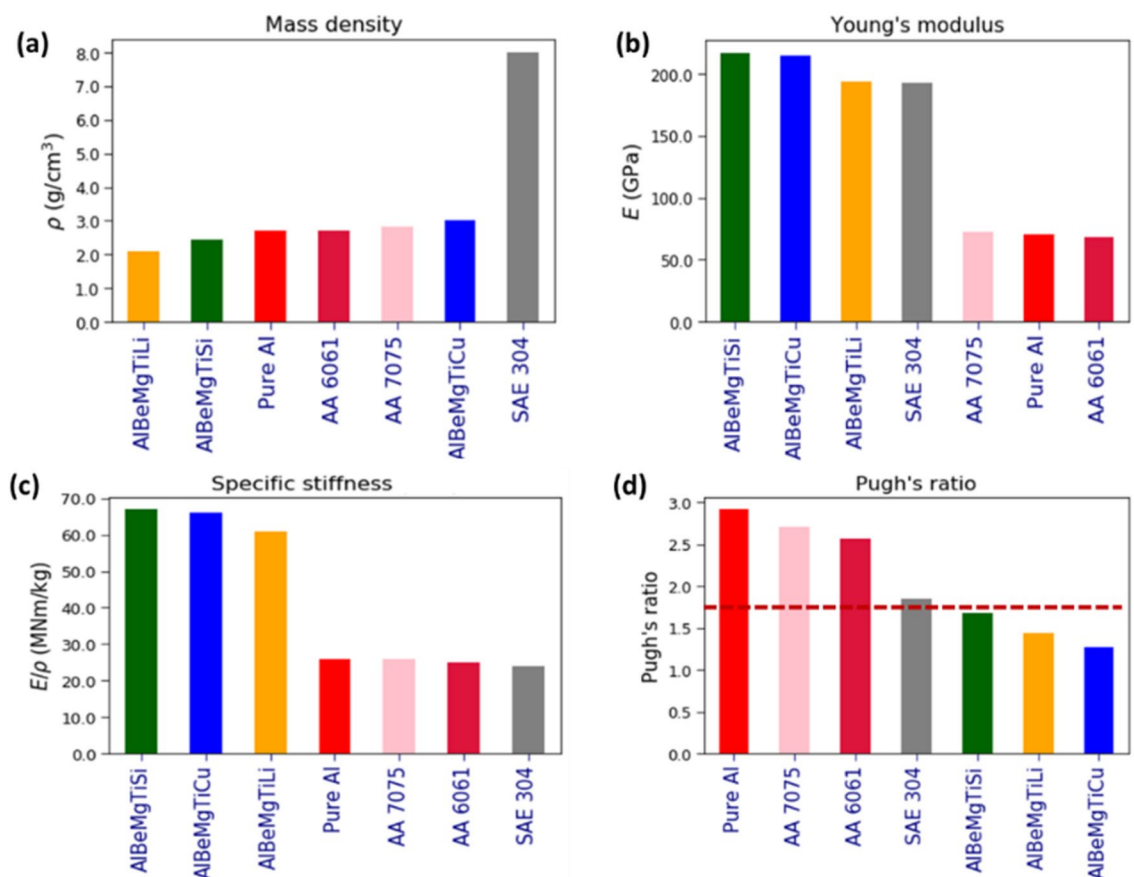 (a)
Mass density
8.0
7.0
6.0
5.0
4.0
3.0
2.0
1.0
0.0
ρ (g/cm³)
AlBeMgTiLi
AlBeMgTiSi
Pure Al
AA 6061
AA 7075
AlBeMgTiCu
SAE 304
(b)
Young's modulus
200.0
150.0
100.0
50.0
0.0
E (GPa)
AlBeMgTiSi
AlBeMgTiCu
AlBeMgTiLi
SAE 304
AA 7075
Pure Al
AA 6061
(c)
Specific stiffness
70.0
60.0
50.0
40.0
30.0
20.0
10.0
0.0
E/ρ (MNm/kg)
AlBeMgTiSi
AlBeMgTiCu
AlBeMgTiLi
Pure Al
AA 7075
AA 6061
SAE 304
(d)
Pugh's ratio
3.0
2.5
2.0
1.5
1.0
0.5
0.0
Pugh's ratio
Pure Al
AA 7075
AA 6061
SAE 304
AlBeMgTiSi
AlBeMgTiLi
AlBeMgTiCu